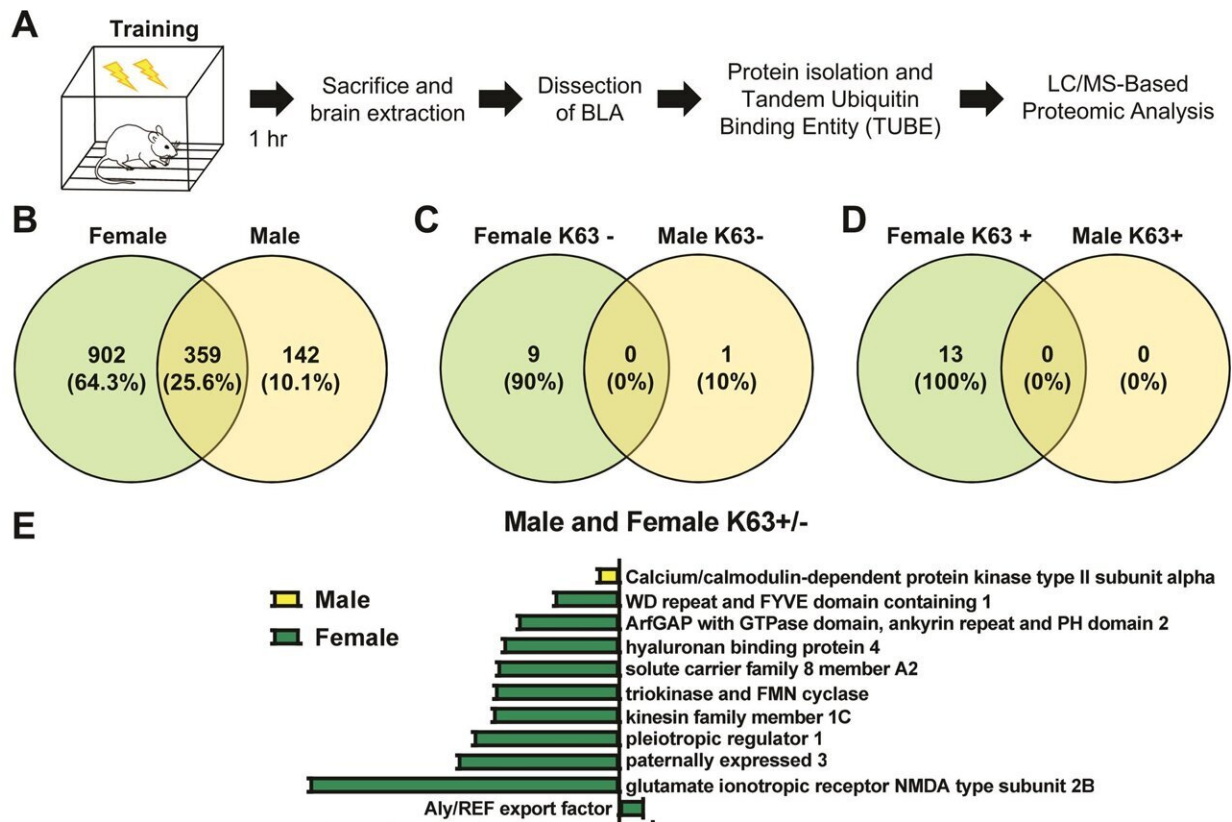 A
Training
1 hr
Sacrifice and
brain extraction
Dissection
of BLA
Protein isolation and
Tandem Ubiquitin
Binding Entity (TUBE)
LC/MS-Based
Proteomic Analysis
B
Female
Male
902
(64.3%)
359
(25.6%)
142
(10.1%)
C
Female K63 -
Male K63-
9
(90%)
0
(0%)
1
(10%)
D
Female K63 +
Male K63+
13
(100%)
0
(0%)
0
(0%)
E
Male and Female K63+/-
Male
Female
Calcium/calmodulin-dependent protein kinase type II subunit alpha
WD repeat and FYVE domain containing 1
ArfGAP with GTPase domain, ankyrin repeat and PH domain 2
hyaluronan binding protein 4
solute carrier family 8 member A2
triokinase and FMN cyclase
kinesin family member 1C
pleiotropic regulator 1
paternally expressed 3
glutamate ionotropic receptor NMDA type subunit 2B
Aly/REF export factor